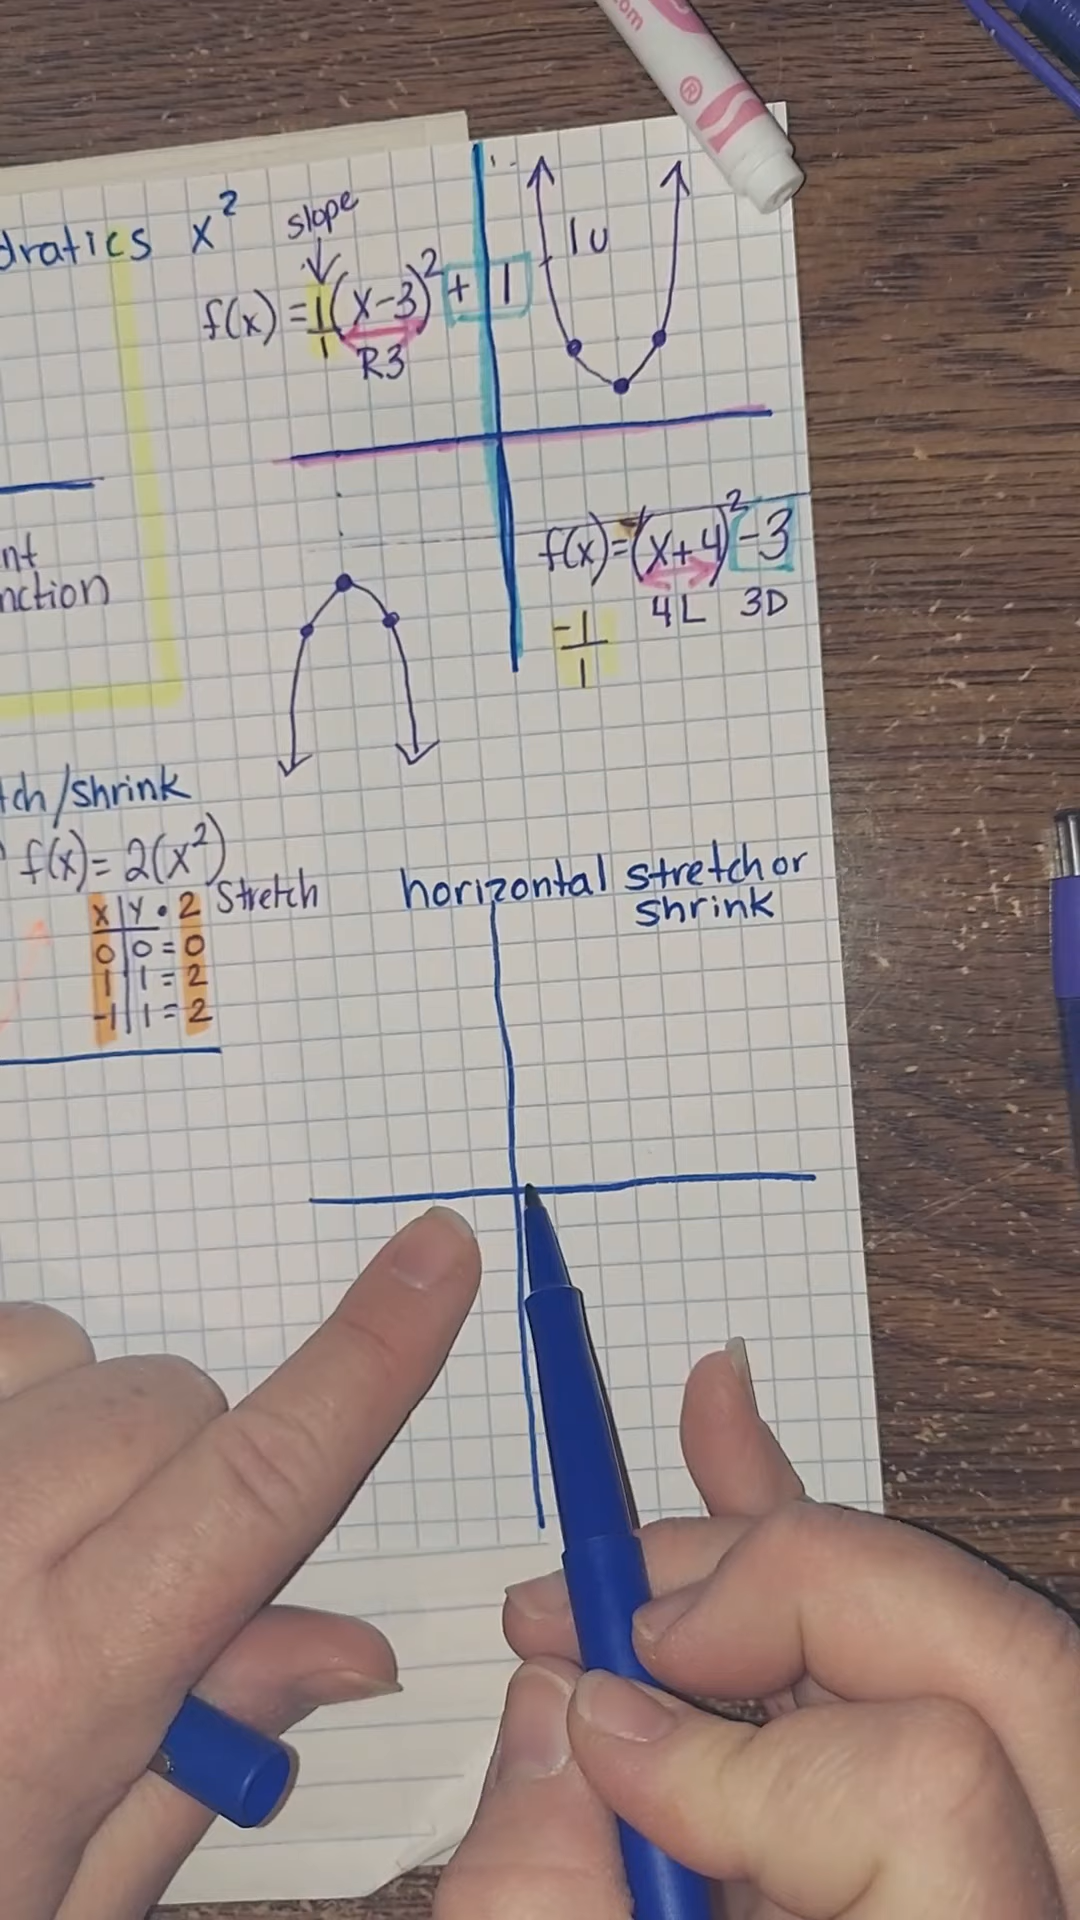 dratics x²
slope
f(x) = 1/1 (x-3)² + 1
R3
1U
f(x)=(x+4)² -3
4L 3D
-1/1
nt
nction
tch/shrink
f(x)= 2(x²)
Stretch
x|y • 2
0|0 = 0
1|1 = 2
-1|1 = 2
horizontal stretch or
shrink
com
®